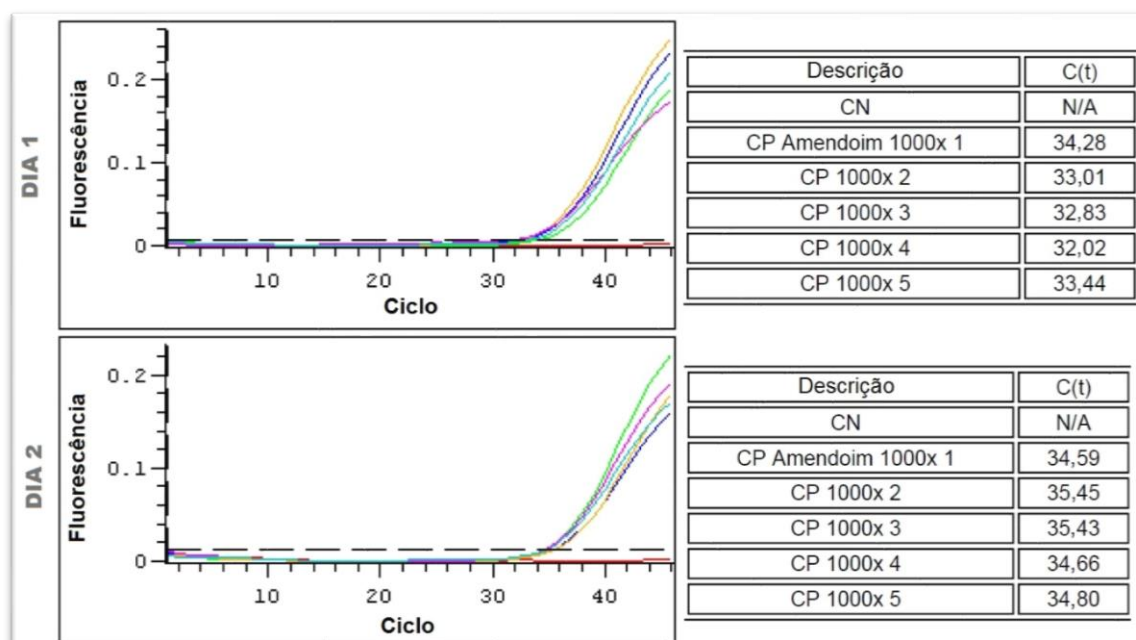 DIA 1
Fluorescência
0.2
0.1
0
10 20 30 40
Ciclo
Descrição C(t)
CN N/A
CP Amendoim 1000x 1 34,28
CP 1000x 2 33,01
CP 1000x 3 32,83
CP 1000x 4 32,02
CP 1000x 5 33,44
DIA 2
Fluorescência
0.2
0.1
0
10 20 30 40
Ciclo
Descrição C(t)
CN N/A
CP Amendoim 1000x 1 34,59
CP 1000x 2 35,45
CP 1000x 3 35,43
CP 1000x 4 34,66
CP 1000x 5 34,80